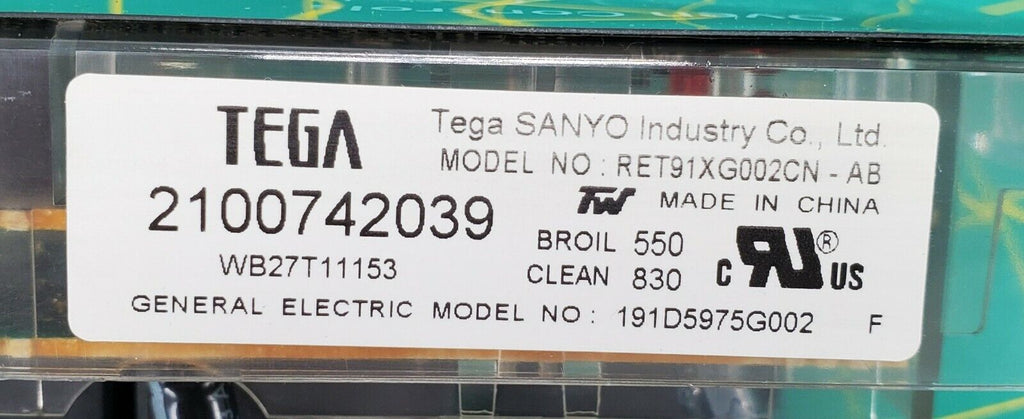 TEGA
Tega SANYO Industry Co., Ltd.
MODEL NO : RET91XG002CN - AB
2100742039
TW MADE IN CHINA
BROIL 550
WB27T11153
CLEAN 830
C RU® US
GENERAL ELECTRIC MODEL NO : 191D5975G002 F